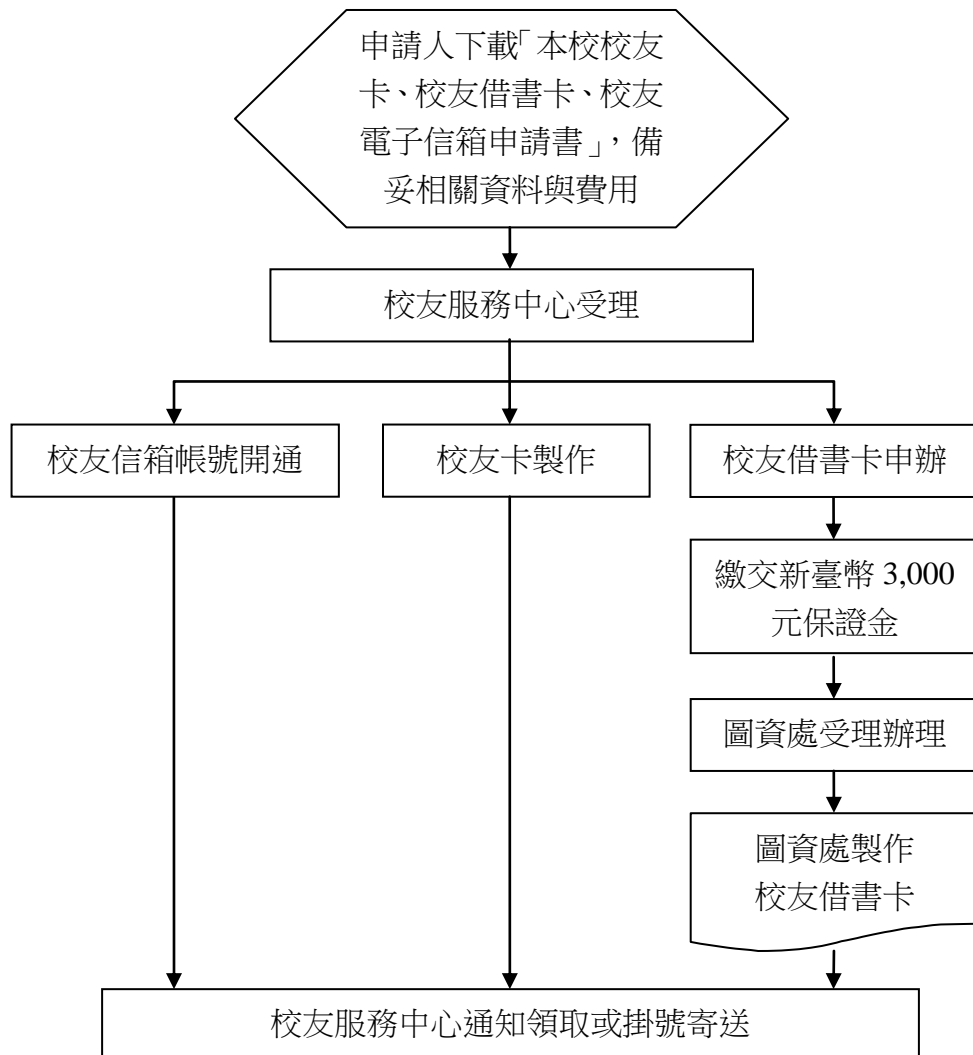 申請人下載「本校校友
卡、校友借書卡、校友
電子信箱申請書」，備
妥相關資料與費用
校友服務中心受理
校友信箱帳號開通
校友卡製作
校友借書卡申辦
繳交新臺幣 3,000
元保證金
圖資處受理辦理
圖資處製作
校友借書卡
校友服務中心通知領取或掛號寄送